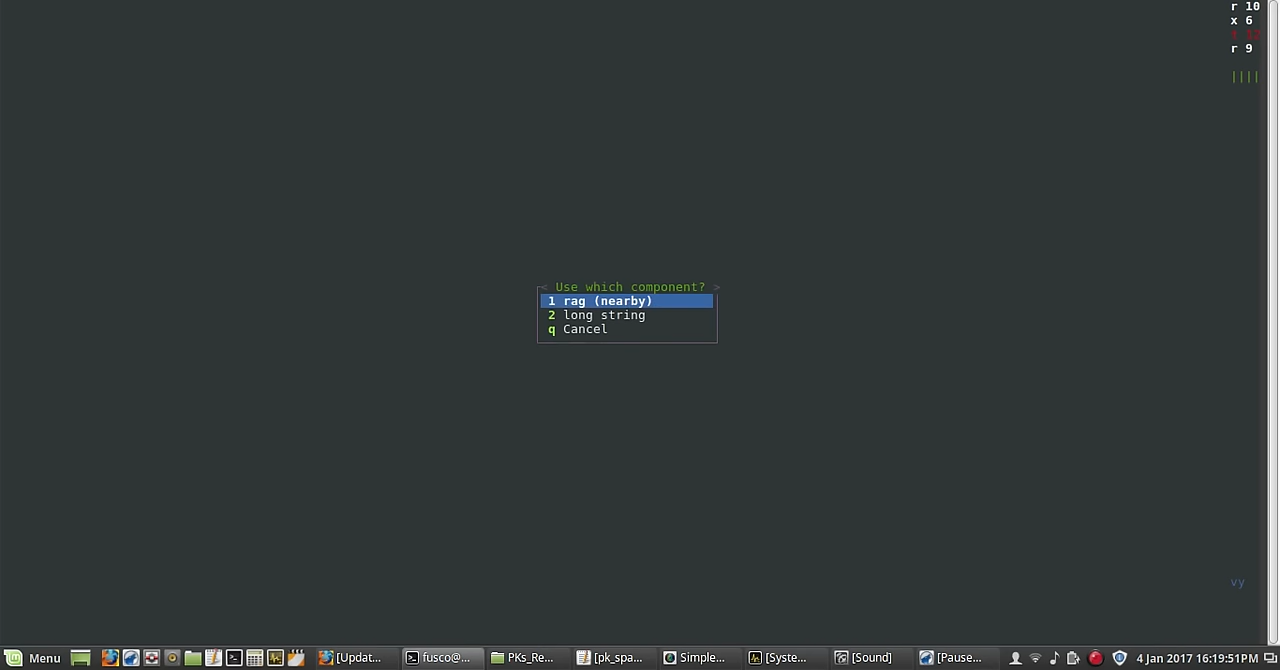 r 10
x 6
r 9
||||
< Use which component? >
1 rag (nearby)
2 long string
q Cancel
vy
Menu [Updat... fusco@... PKs_Re... [pk_spa... Simple... [Syste... [Sound] [Pause... 4 Jan 2017 16:19:51PM